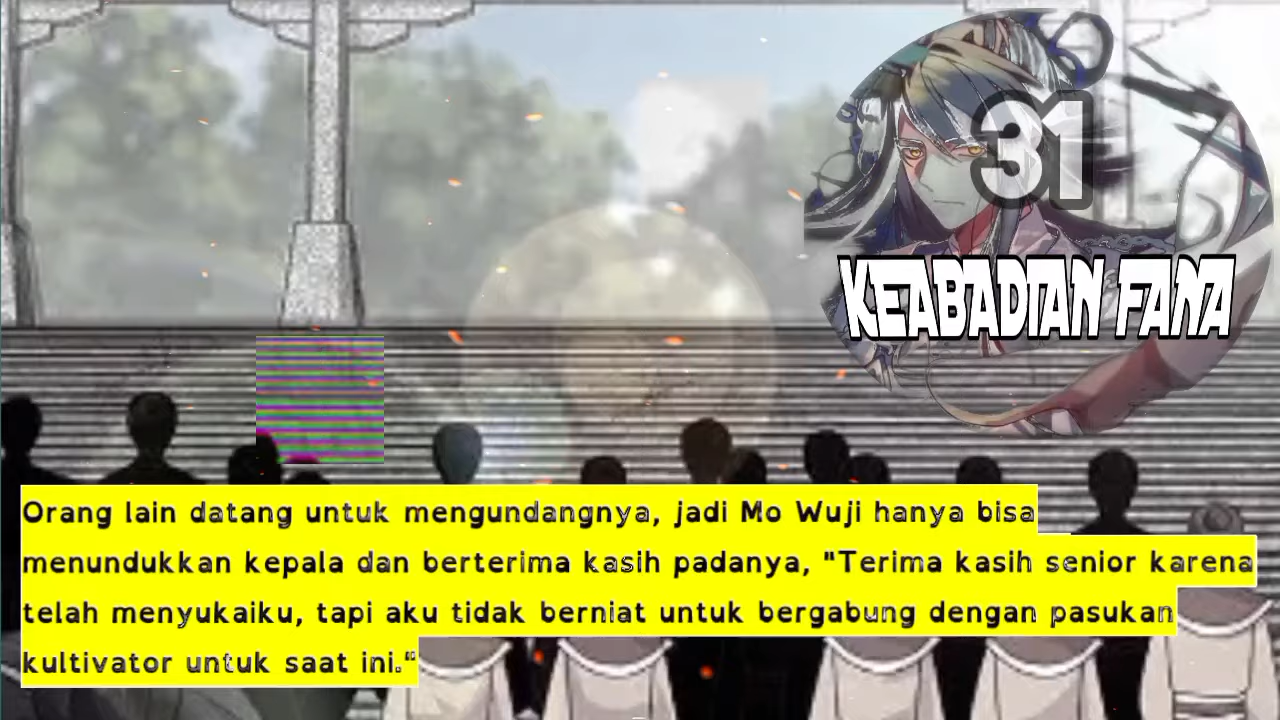 31
KEABADIAN FANA
Orang lain datang untuk mengundangnya, jadi Mo Wuji hanya bisa
menundukkan kepala dan berterima kasih padanya, "Terima kasih senior karena
telah menyukaiku, tapi aku tidak berniat untuk bergabung dengan pasukan
kultivator untuk saat ini."